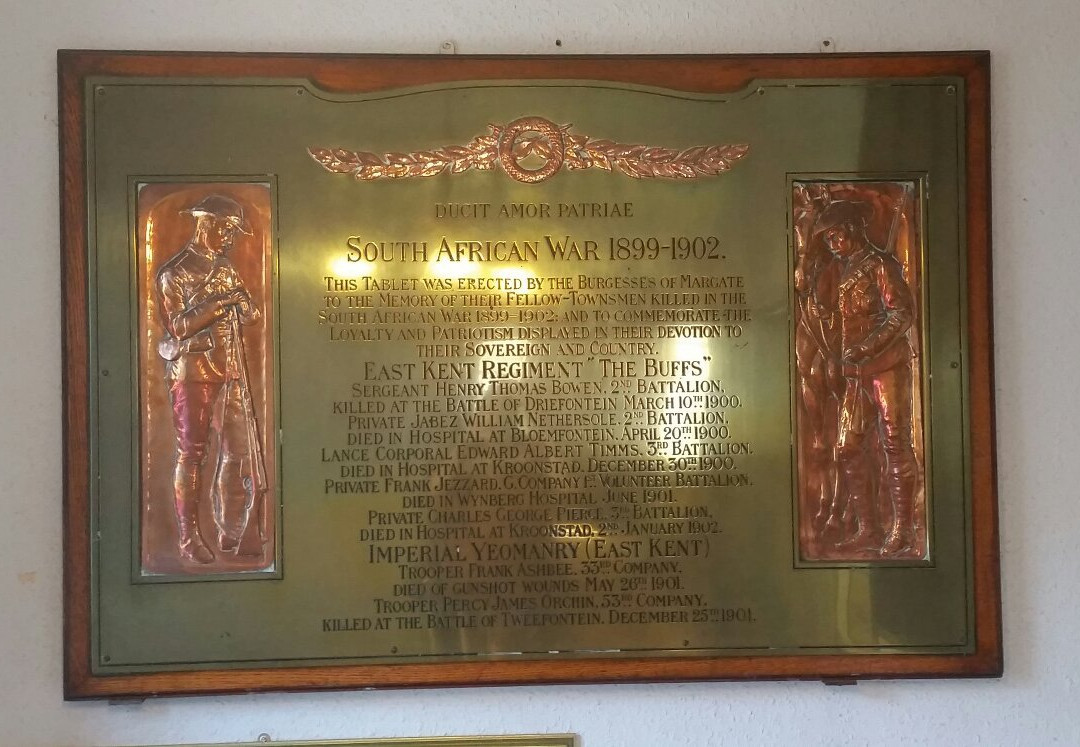 DUCIT AMOR PATRIAE
SOUTH AFRICAN WAR 1899-1902.
THIS TABLET WAS ERECTED BY THE BURGESSES OF MARGATE
TO THE MEMORY OF THEIR FELLOW-TOWNSMEN KILLED IN THE
SOUTH AFRICAN WAR 1899-1902: AND TO COMMEMORATE THE
LOYALTY AND PATRIOTISM DISPLAYED IN THEIR DEVOTION TO
THEIR SOVEREIGN AND COUNTRY.
EAST KENT REGIMENT "THE BUFFS"
SERGEANT HENRY THOMAS BOWEN, 2ND BATTALION,
KILLED AT THE BATTLE OF DRIEFONTEIN MARCH 10TH 1900.
PRIVATE JABEZ WILLIAM NETHERSOLE, 2ND BATTALION,
DIED IN HOSPITAL AT BLOEMFONTEIN. APRIL 20TH 1900.
LANCE CORPORAL EDWARD ALBERT TIMMS, 3RD BATTALION.
DIED IN HOSPITAL AT KROONSTAD. DECEMBER 30TH 1900.
PRIVATE FRANK JEZZARD. G. COMPANY 1ST VOLUNTEER BATTALION,
DIED IN WYNBERG HOSPITAL JUNE 1901.
PRIVATE CHARLES GEORGE PIERCE, 3RD BATTALION,
DIED IN HOSPITAL AT KROONSTAD, 2ND JANUARY 1902.
IMPERIAL YEOMANRY (EAST KENT)
TROOPER FRANK ASHBEE. 33RD COMPANY,
DIED OF GUNSHOT WOUNDS MAY 26TH 1901.
TROOPER PERCY JAMES ORCHIN, 53RD COMPANY,
KILLED AT THE BATTLE OF TWEEFONTEIN. DECEMBER 25TH 1901.